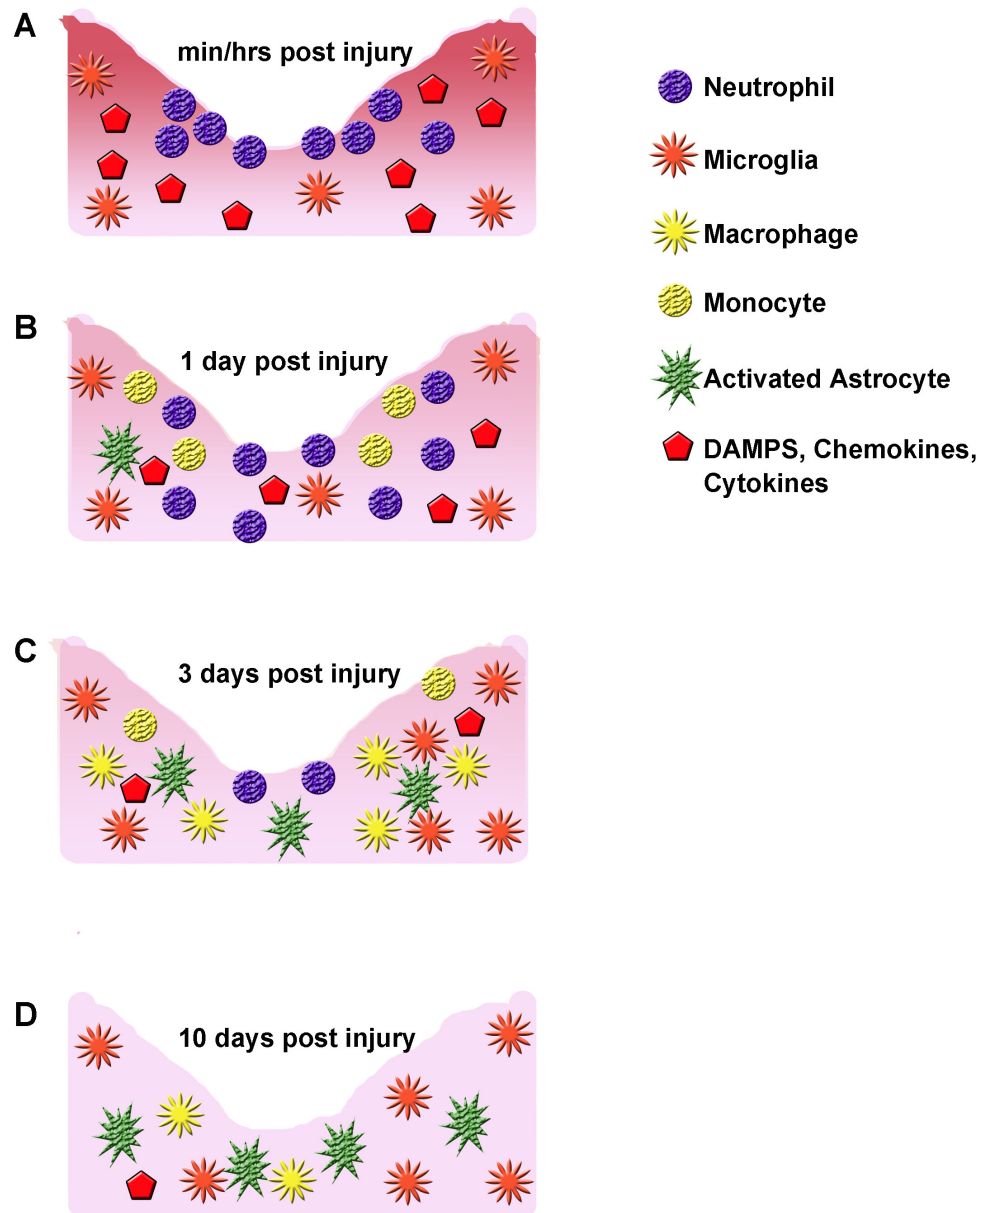 A
min/hrs post injury
Neutrophil
Microglia
Macrophage
Monocyte
Activated Astrocyte
DAMPS, Chemokines,
Cytokines
B
1 day post injury
C
3 days post injury
D
10 days post injury